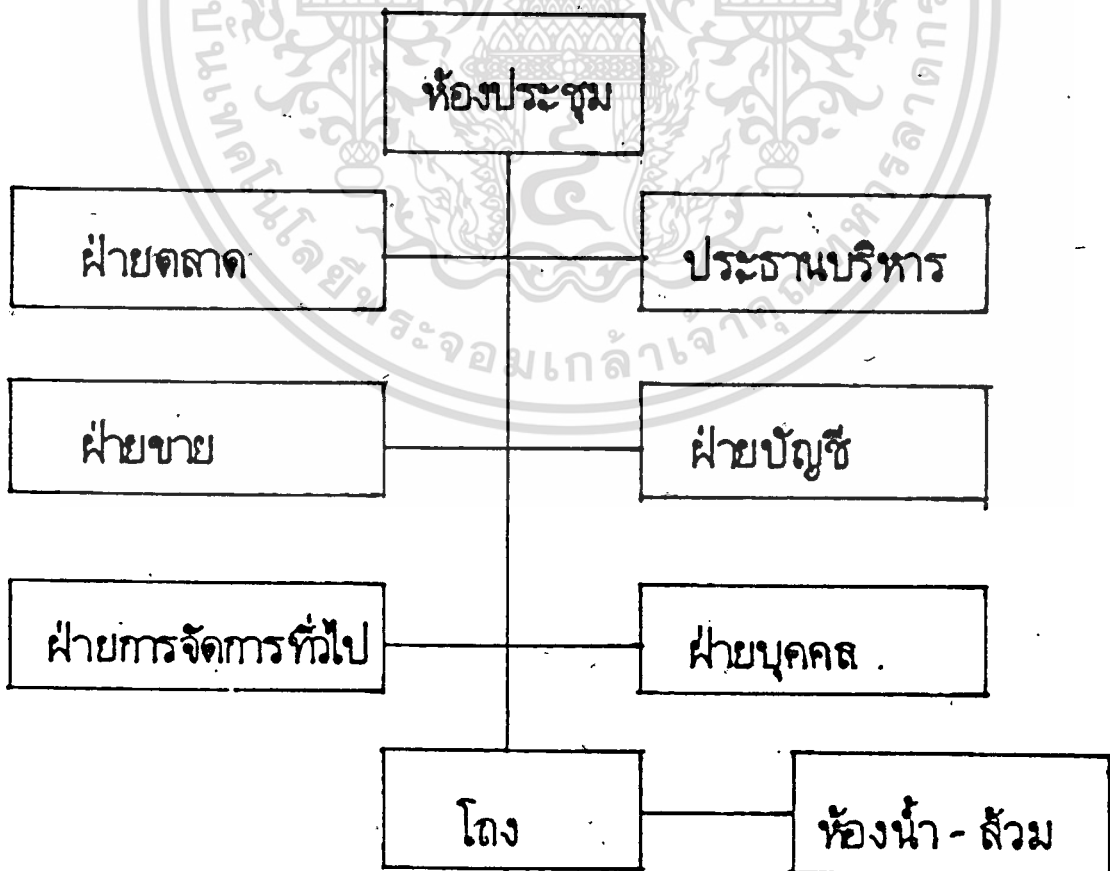 ห้องประชุม
ฝ่ายตลาด
ประธานบริหาร
ฝ่ายขาย
ฝ่ายบัญชี
ฝ่ายการจัดการทั่วไป
ฝ่ายบุคคล
โถง
ห้องน้ำ - ส้วม